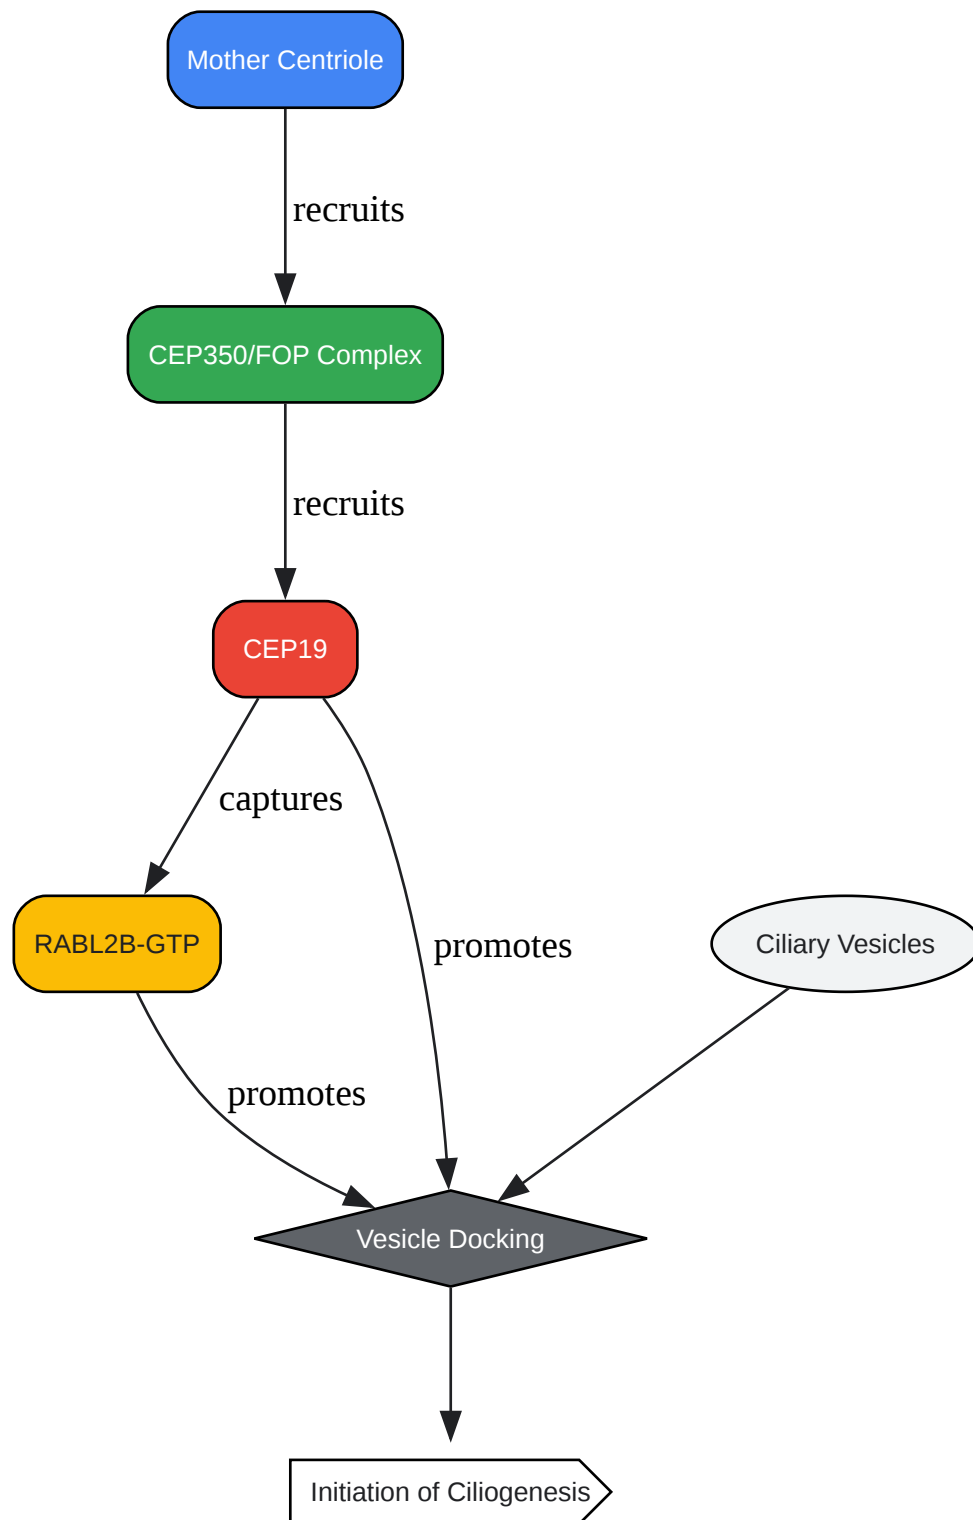 Mother Centriole
recruits
CEP350/FOP Complex
recruits
CEP19
captures
RABL2B-GTP
promotes
Ciliary Vesicles
promotes
Vesicle Docking
Initiation of Ciliogenesis